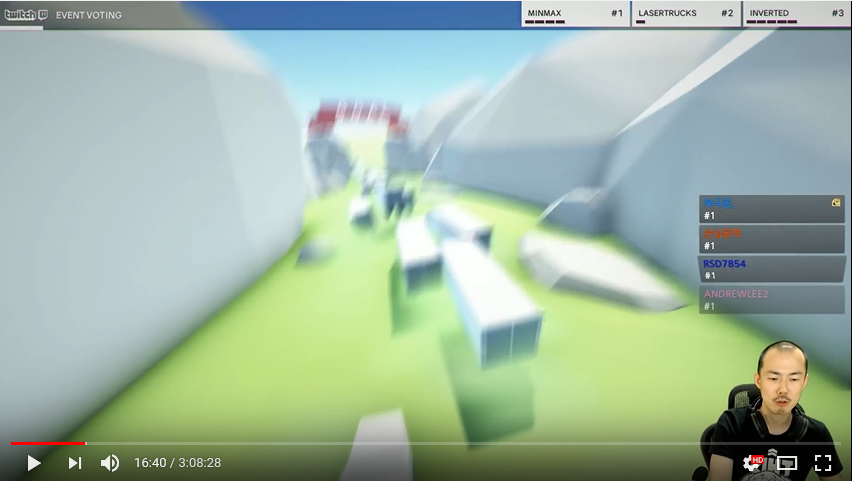 twitch EVENT VOTING
MINMAX #1
LASERTRUCKS #2
INVERTED #3
#1
#1
RSD7854
#1
ANDREWLEE2
#1
16:40 / 3:08:28
HD